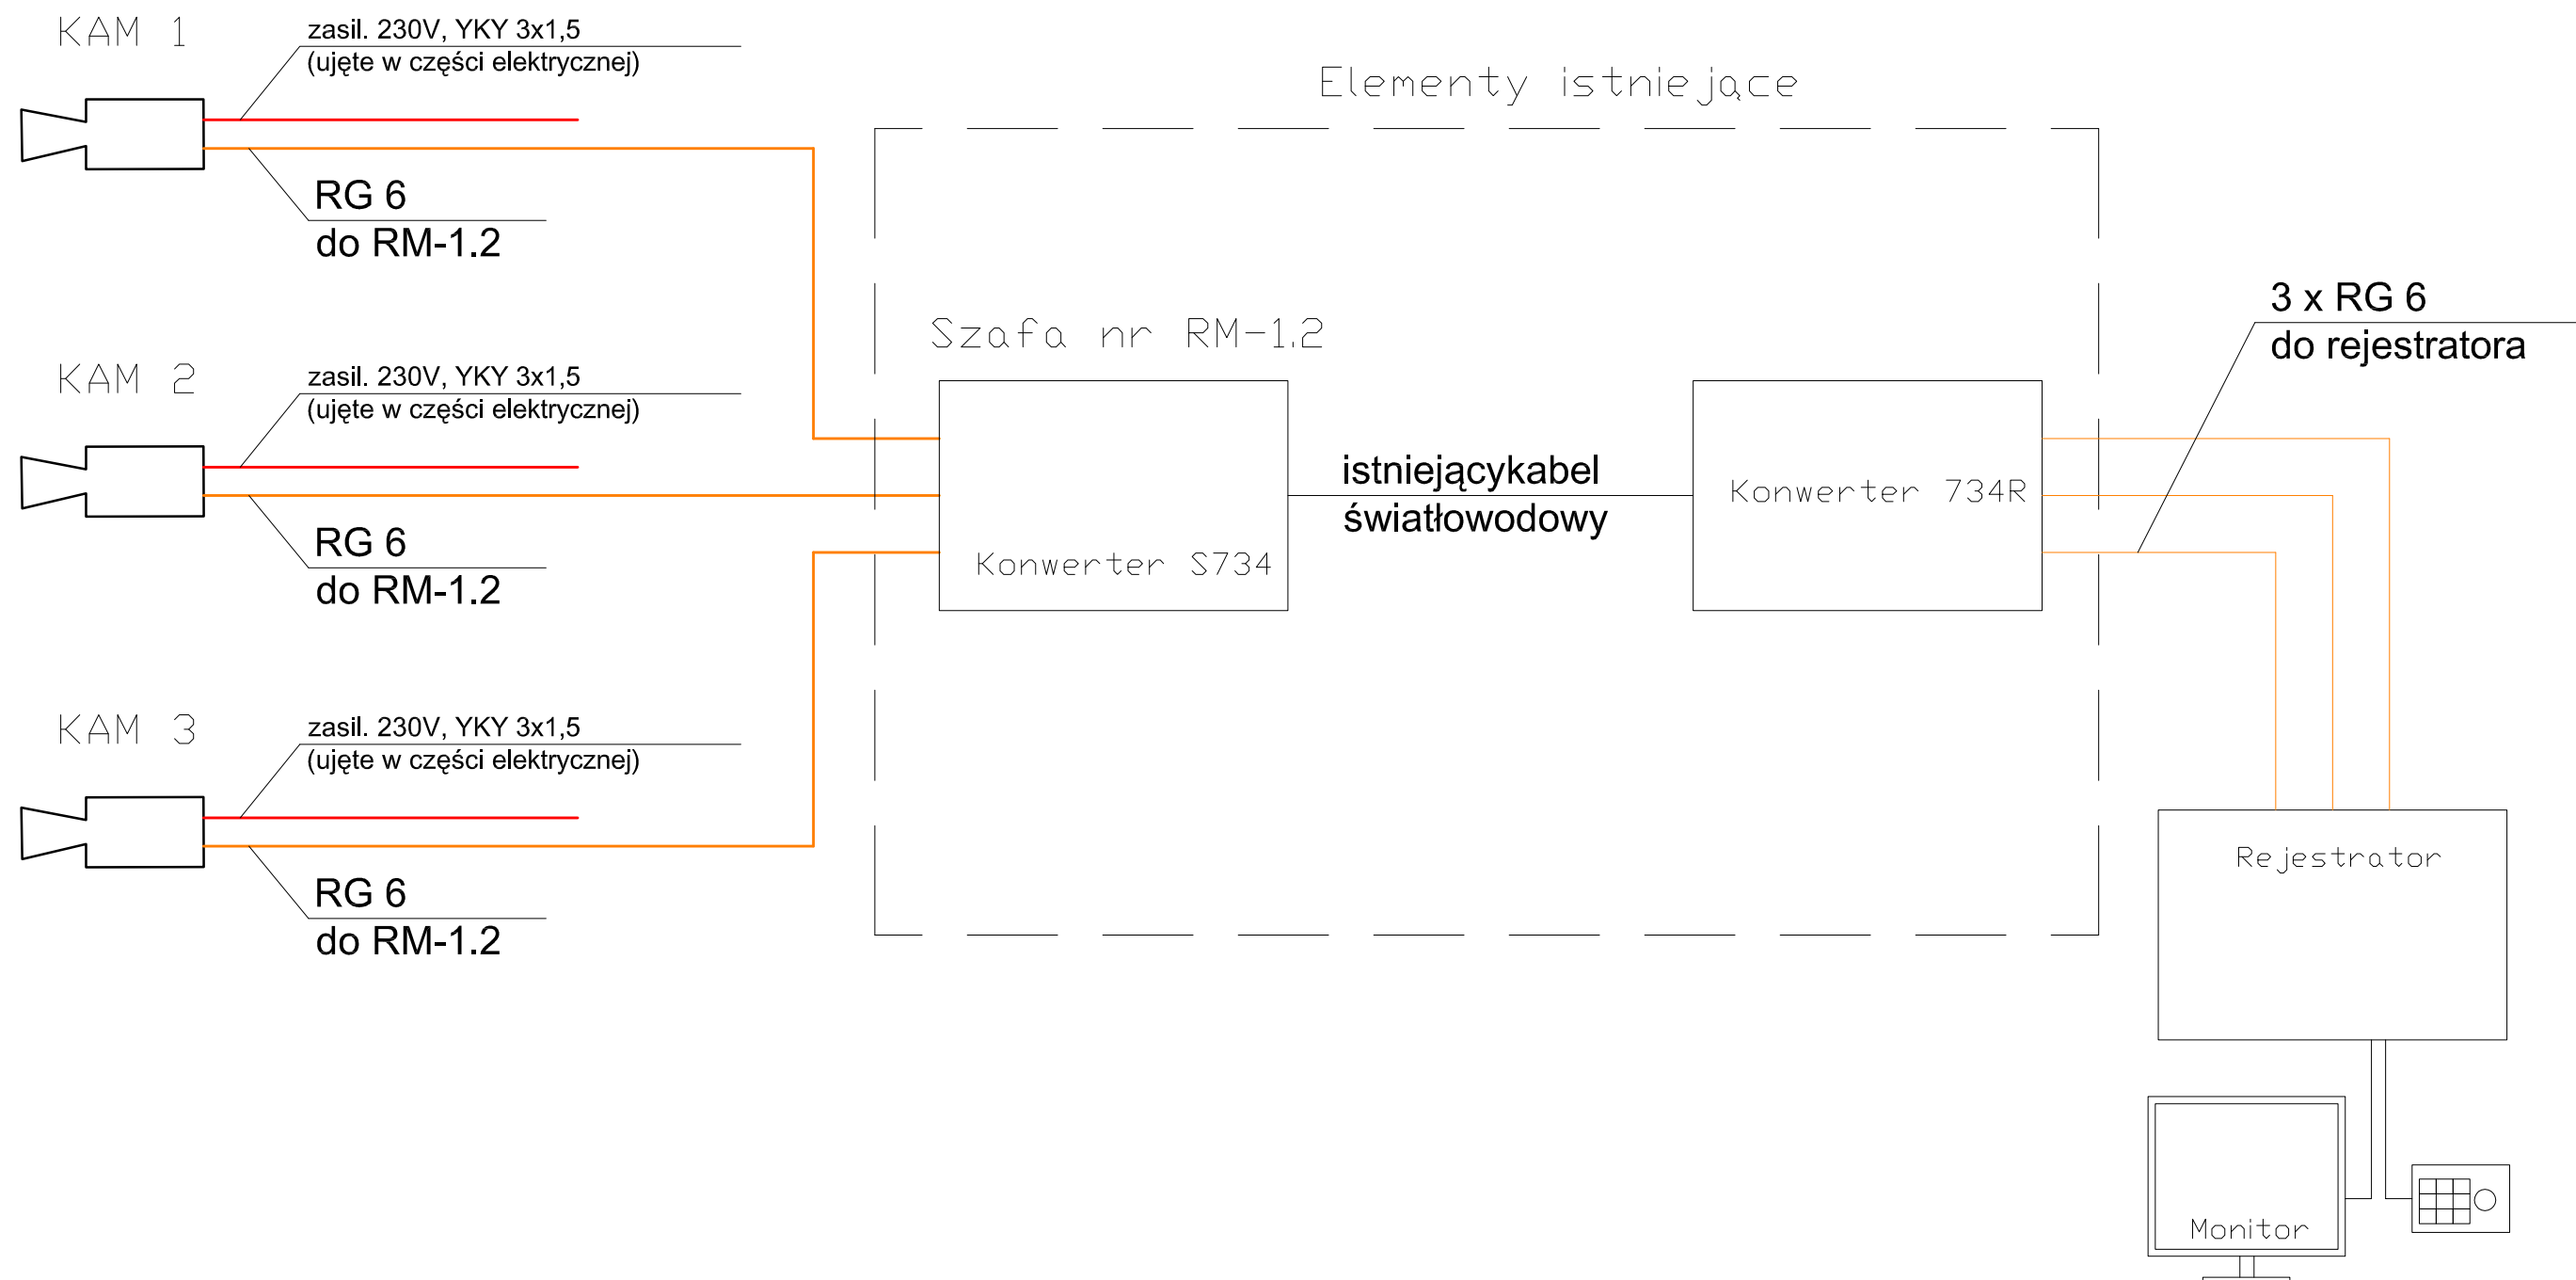 KAM 1
zasil. 230V, YKY 3x1,5
(ujęte w części elektrycznej)
RG 6
do RM-1.2
KAM 2
zasil. 230V, YKY 3x1,5
(ujęte w części elektrycznej)
RG 6
do RM-1.2
KAM 3
zasil. 230V, YKY 3x1,5
(ujęte w części elektrycznej)
RG 6
do RM-1.2
Elementy istniejące
Szafa nr RM-1.2
Konwerter S734
istniejącykabel
światłowodowy
Konwerter 734R
3 x RG 6
do rejestratora
Rejestrator
Monitor